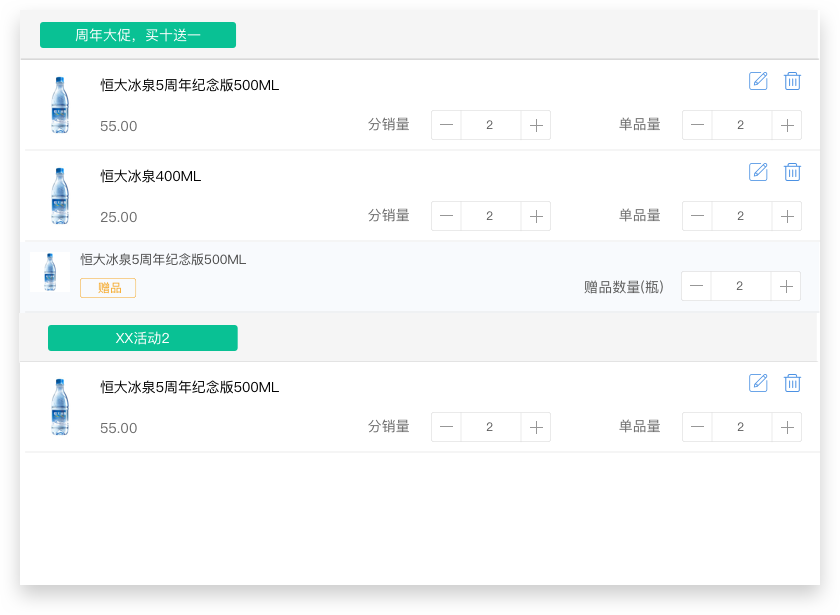 周年大促，买十送一
恒大冰泉5周年纪念版500ML
55.00 分销量 2 单品量 2
恒大冰泉400ML
25.00 分销量 2 单品量 2
恒大冰泉5周年纪念版500ML
赠品 赠品数量(瓶) 2
XX活动2
恒大冰泉5周年纪念版500ML
55.00 分销量 2 单品量 2